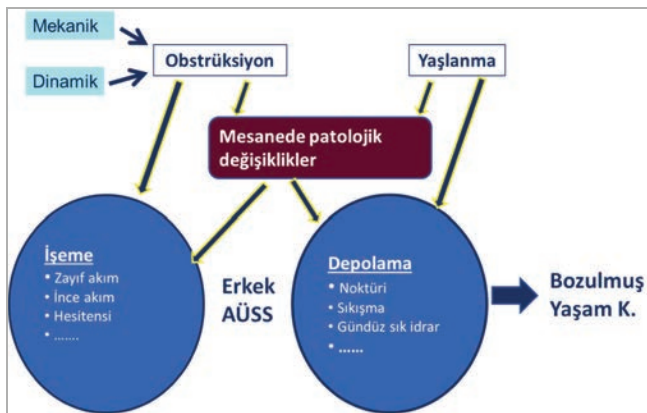 Mekanik
Dinamik
Obstrüksiyon
Yaşlanma
Mesanede patolojik
değişiklikler
İşeme
• Zayıf akım
• İnce akım
• Hesitensi
• …….
Erkek
AÜSS
Depolama
• Noktüri
• Sıkışma
• Gündüz sık idrar
• ……
Bozulmuş
Yaşam K.